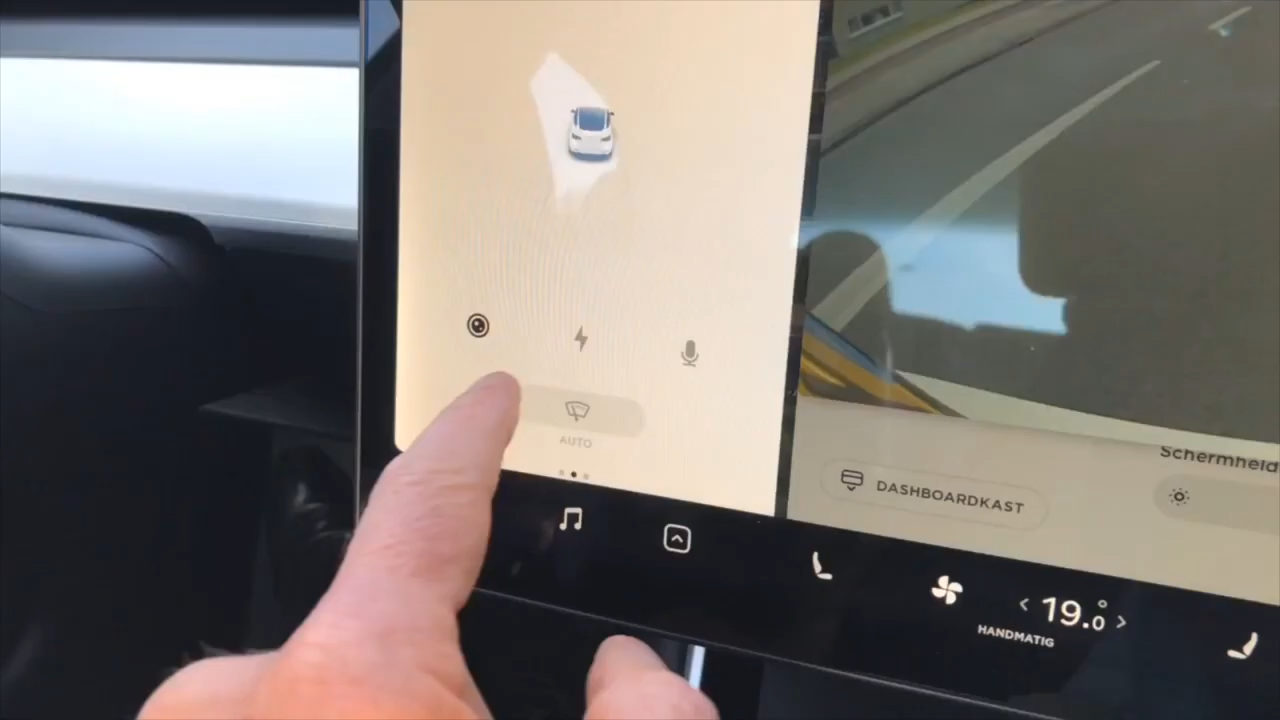 AUTO
Schermheld
DASHBOARDKAST
< 19.0° >
HANDMATIG